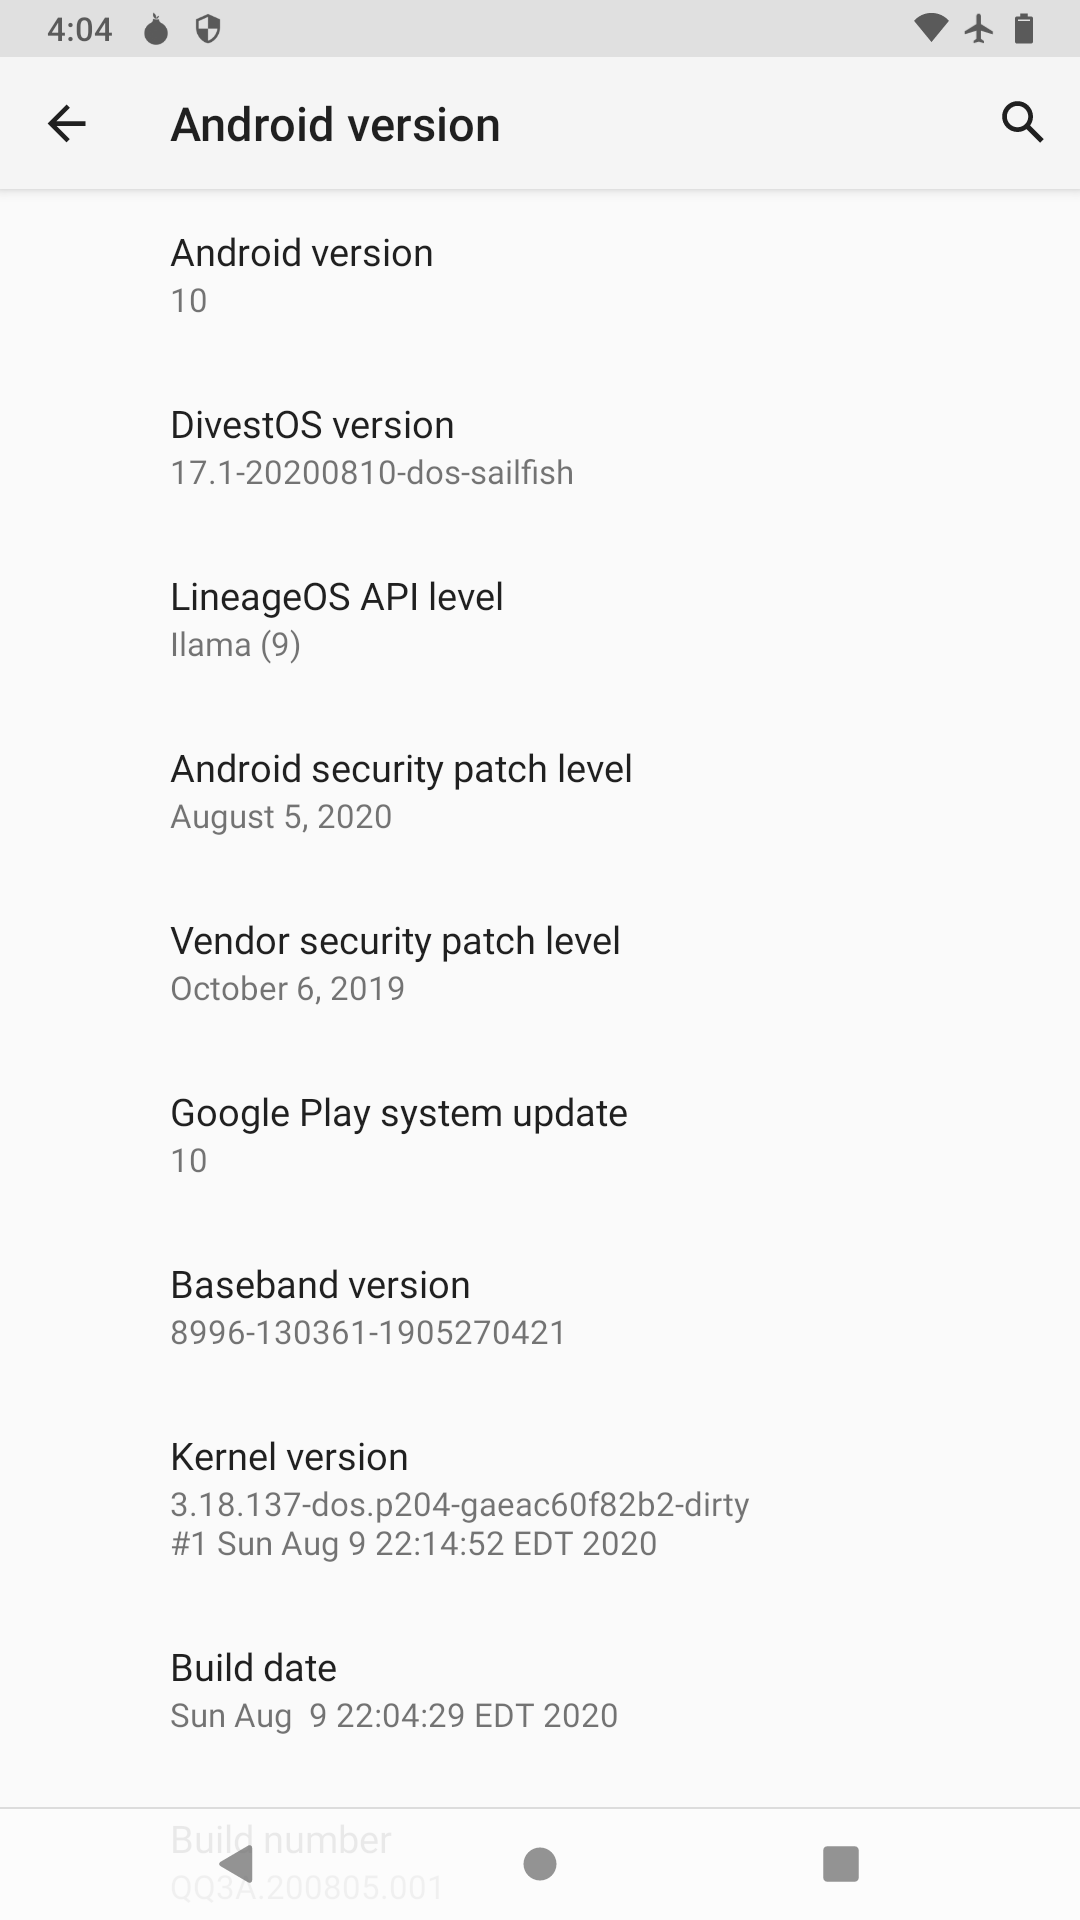 4:04
Android version
Android version
10
DivestOS version
17.1-20200810-dos-sailfish
LineageOS API level
Ilama (9)
Android security patch level
August 5, 2020
Vendor security patch level
October 6, 2019
Google Play system update
10
Baseband version
8996-130361-1905270421
Kernel version
3.18.137-dos.p204-gaeac60f82b2-dirty
#1 Sun Aug 9 22:14:52 EDT 2020
Build date
Sun Aug  9 22:04:29 EDT 2020
Build number
QQ3A.200805.001